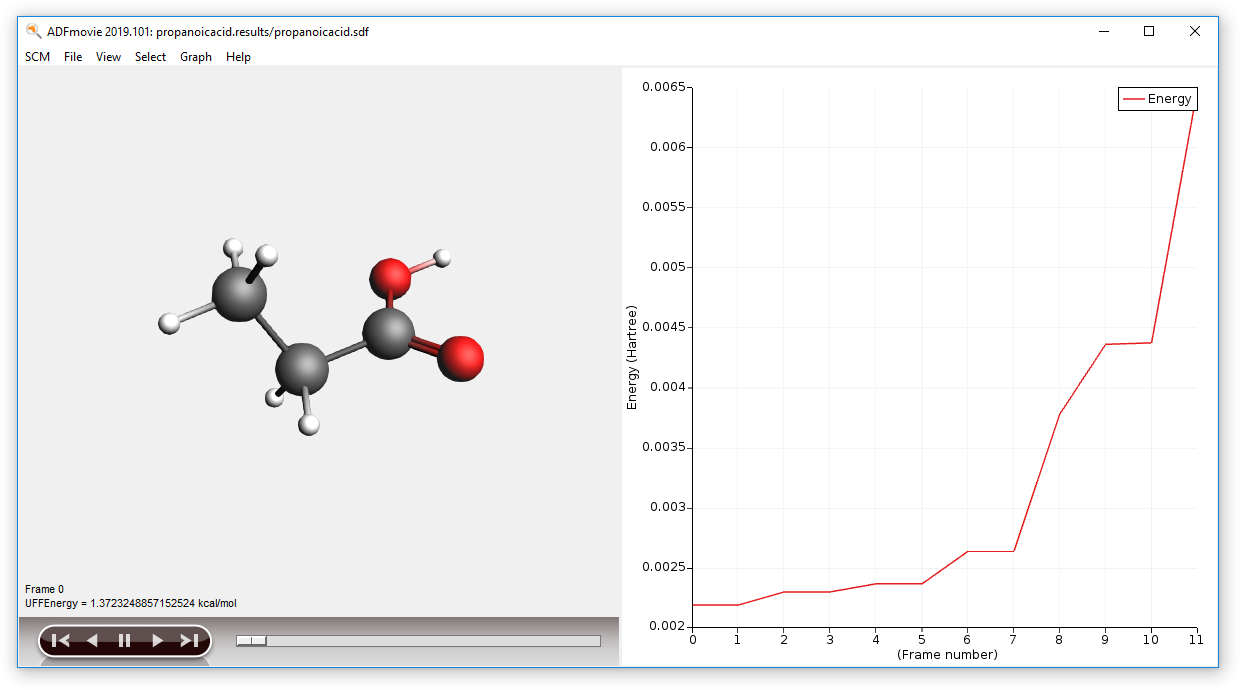 ADFmovie 2019.101: propanoicacid.results/propanoicacid.sdf
SCM File View Select Graph Help
Frame 0
UFFEnergy = 1.3723248857152524 kcal/mol
Energy
Energy (Hartree)
0.0065
0.006
0.0055
0.005
0.0045
0.004
0.0035
0.003
0.0025
0.002
0 1 2 3 4 5 6 7 8 9 10 11
(Frame number)